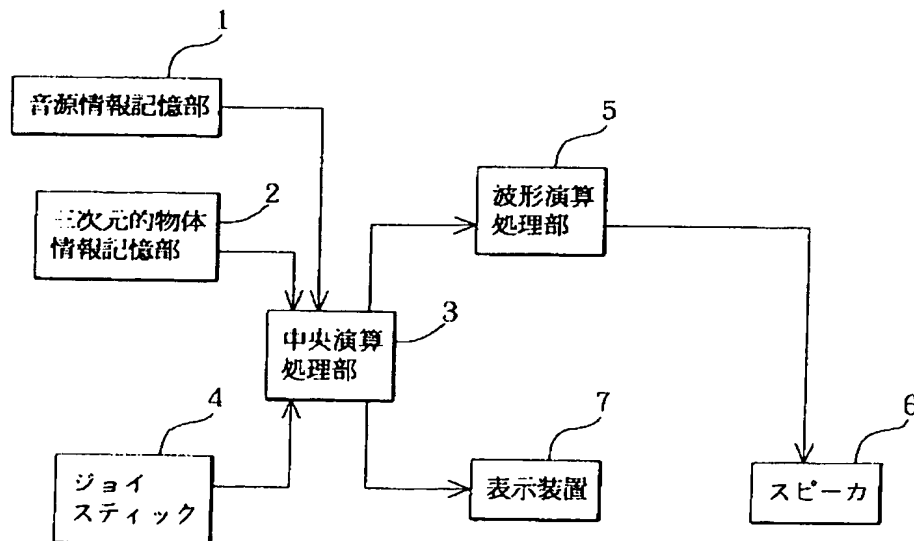 1
音源情報記憶部
2
三次元的物体
情報記憶部
3
中央演算
処理部
4
ジョイ
スティック
5
波形演算
処理部
6
スピーカ
7
表示装置